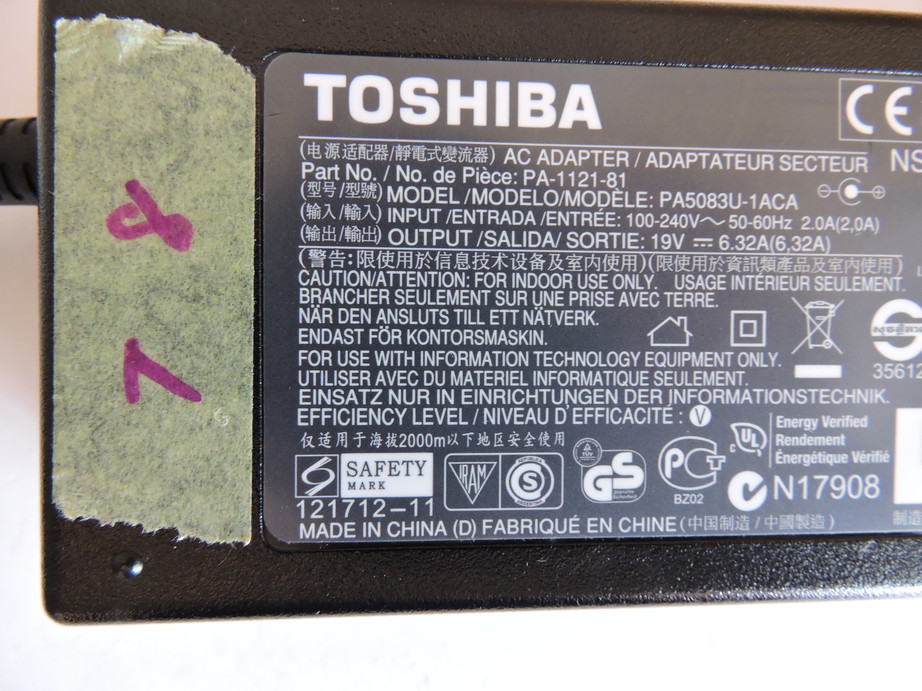 T 8
TOSHIBA
CE
(电源适配器/靜電式變流器) AC ADAPTER / ADAPTATEUR SECTEUR
Part No. / No. de Pièce: PA-1121-81
(型号/型號) MODEL /MODELO/MODÈLE: PA5083U-1ACA
(输入/輸入) INPUT /ENTRADA /ENTRÉE: 100-240V～ 50-60Hz 2.0A(2,0A)
(输出/輸出) OUTPUT /SALIDA/ SORTIE: 19V ⎓ 6.32A(6,32A)
(警告: 限使用於信息技术设备及室内使用)(限使用於資訊類產品及室內使用)
CAUTION/ATTENTION: FOR INDOOR USE ONLY. USAGE INTÉRIEUR SEULEMENT.
BRANCHER SEULEMENT SUR UNE PRISE AVEC TERRE.
NÄR DEN ANSLUTS TILL ETT NÄTVERK.
ENDAST FÖR KONTORSMASKIN.
FOR USE WITH INFORMATION TECHNOLOGY EQUIPMENT ONLY.
UTILISER AVEC DU MATERIEL INFORMATIQUE SEULEMENT.
EINSATZ NUR IN EINRICHTUNGEN DER INFORMATIONSTECHNIK.
EFFICIENCY LEVEL / NIVEAU D'EFFICACITÉ : V
仅适用于海拔2000m以下地区安全使用
SAFETY
MARK
IRAM
S
TÜV
GS
PCT
BZ02
UL
Energy Verified
Rendement
Énergétique Vérifié
N17908
121712-11
MADE IN CHINA (D) FABRIQUÉ EN CHINE (中国制造 / 中國製造)